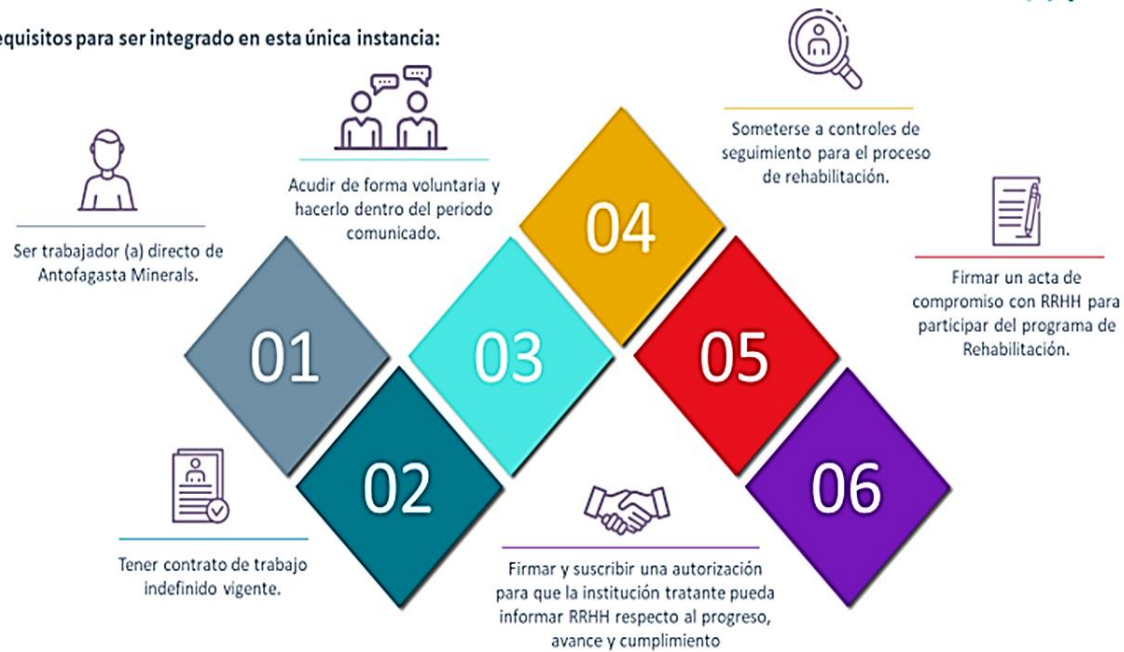 equisitos para ser integrado en esta única instancia:
Ser trabajador (a) directo de
Antofagasta Minerals.
01
Tener contrato de trabajo
indefinido vigente.
02
Acudir de forma voluntaria y
hacerlo dentro del periodo
comunicado.
03
Someterse a controles de
seguimiento para el proceso
de rehabilitación.
04
Firmar un acta de
compromiso con RRHH para
participar del programa de
Rehabilitación.
05
Firmar y suscribir una autorización
para que la institución tratante pueda
informar RRHH respecto al progreso,
avance y cumplimiento
06